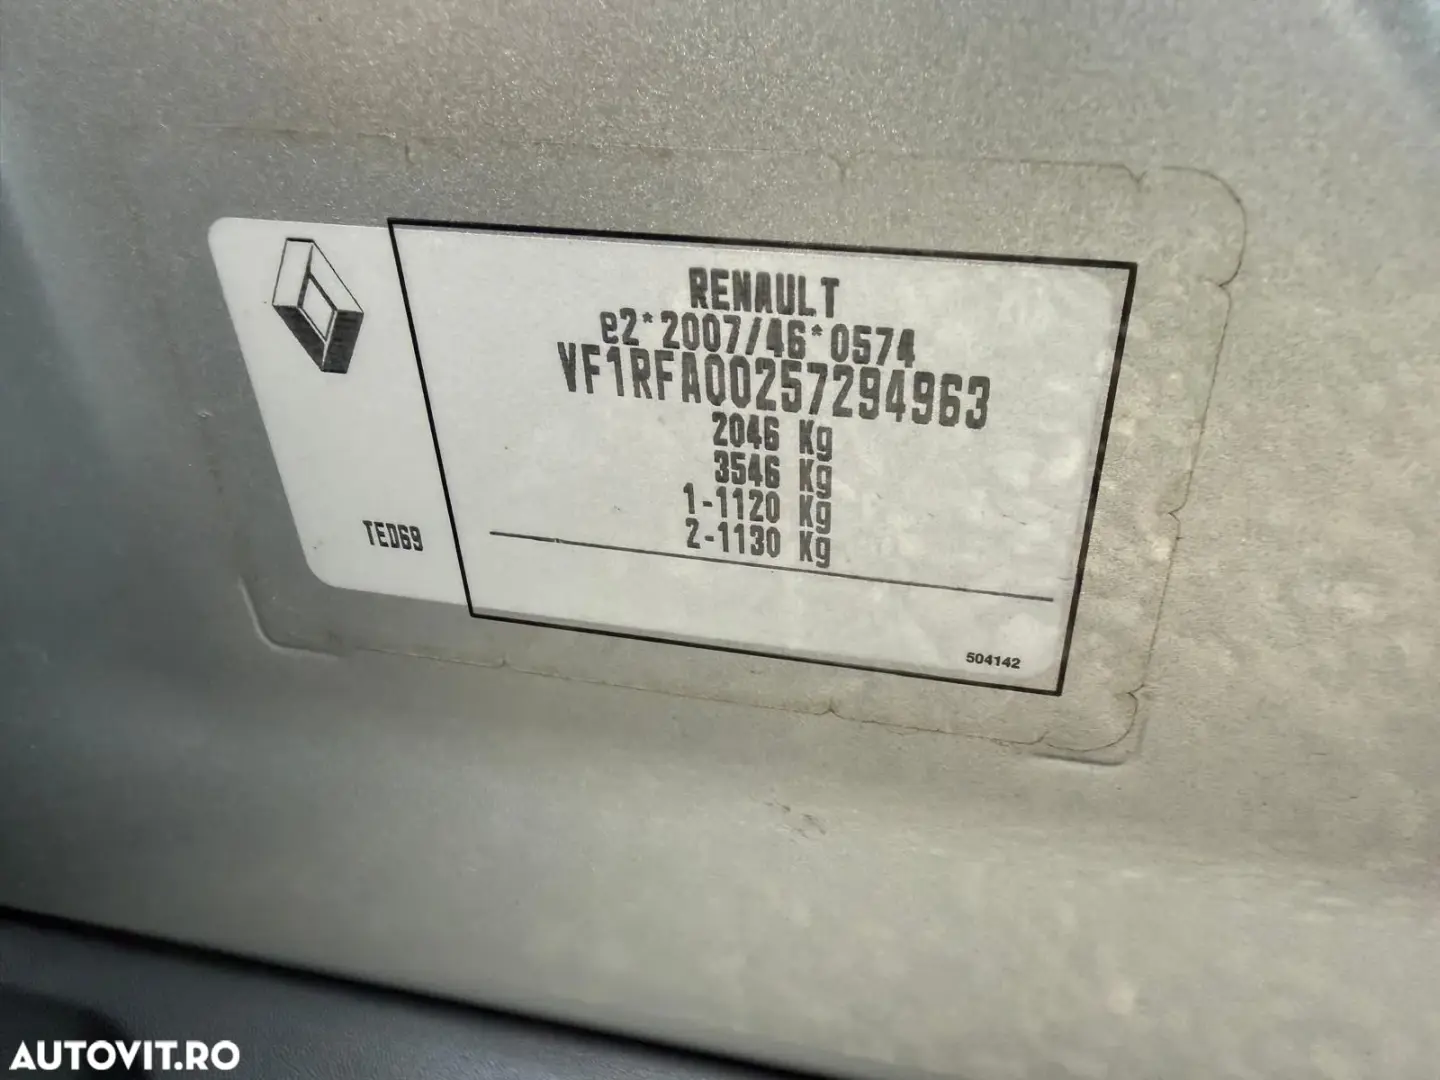 RENAULT
e2*2007/46*0574
VF1RFA00257294963
2046 Kg
3546 Kg
1-1120 Kg
2-1130 Kg
TED69
504142
AUTOVIT.RO